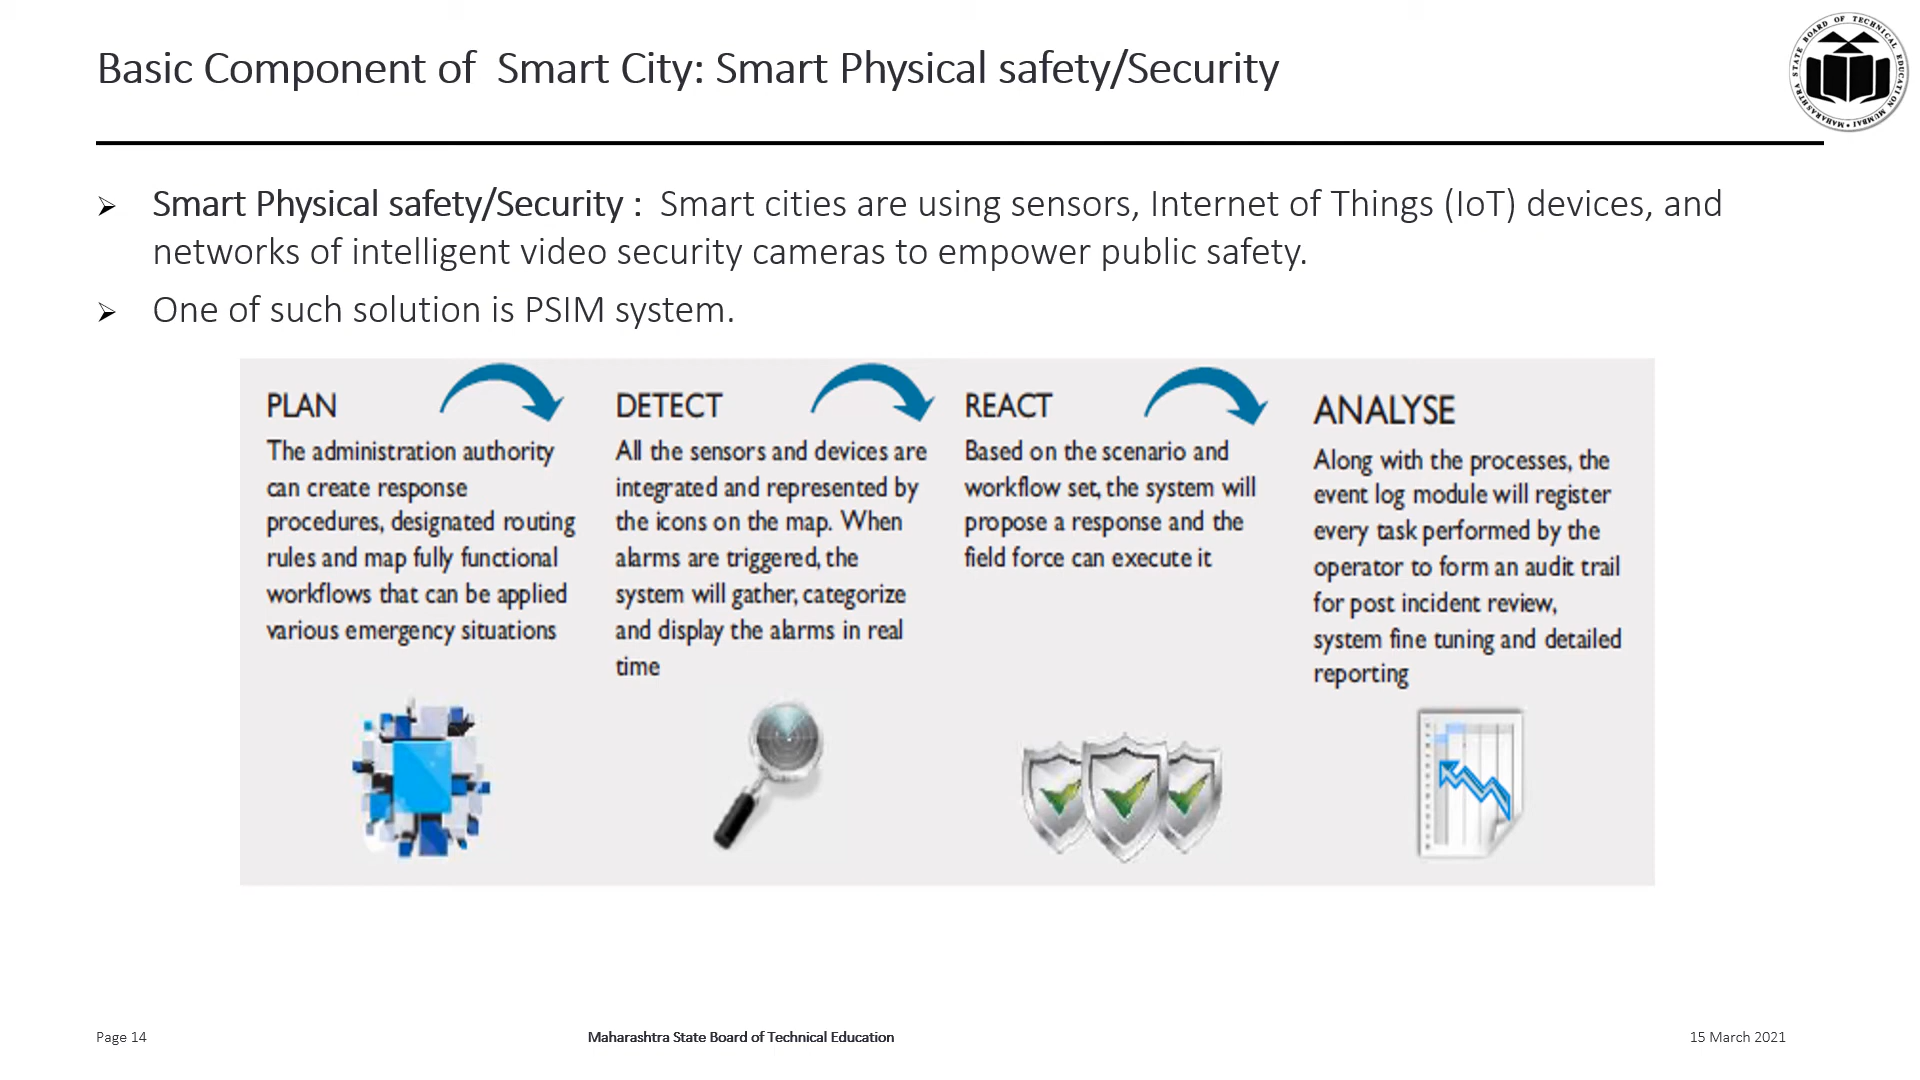 Basic Component of Smart City: Smart Physical safety/Security
MAHARASHTRA STATE BOARD OF TECHNICAL EDUCATION MUMBAI
➢ Smart Physical safety/Security : Smart cities are using sensors, Internet of Things (IoT) devices, and
networks of intelligent video security cameras to empower public safety.
➢ One of such solution is PSIM system.
PLAN
The administration authority
can create response
procedures, designated routing
rules and map fully functional
workflows that can be applied
various emergency situations
DETECT
All the sensors and devices are
integrated and represented by
the icons on the map. When
alarms are triggered, the
system will gather, categorize
and display the alarms in real
time
REACT
Based on the scenario and
workflow set, the system will
propose a response and the
field force can execute it
ANALYSE
Along with the processes, the
event log module will register
every task performed by the
operator to form an audit trail
for post incident review,
system fine tuning and detailed
reporting
Page 14
Maharashtra State Board of Technical Education
15 March 2021